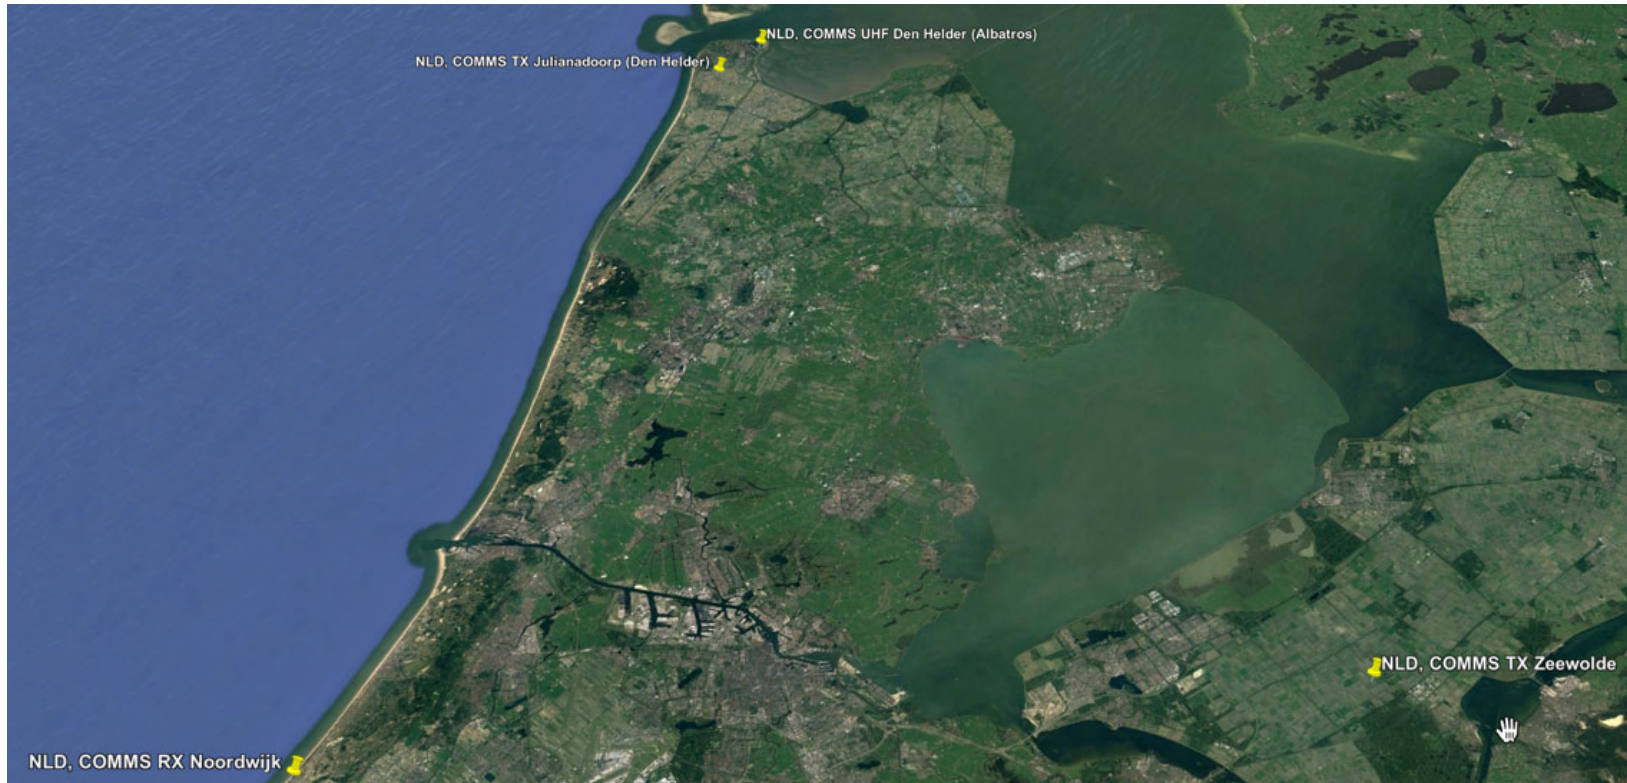 NLD, COMMS UHF Den Helder (Albatros)
NLD, COMMS TX Julianadoorp (Den Helder)
NLD, COMMS TX Zeewolde
NLD, COMMS RX Noordwijk